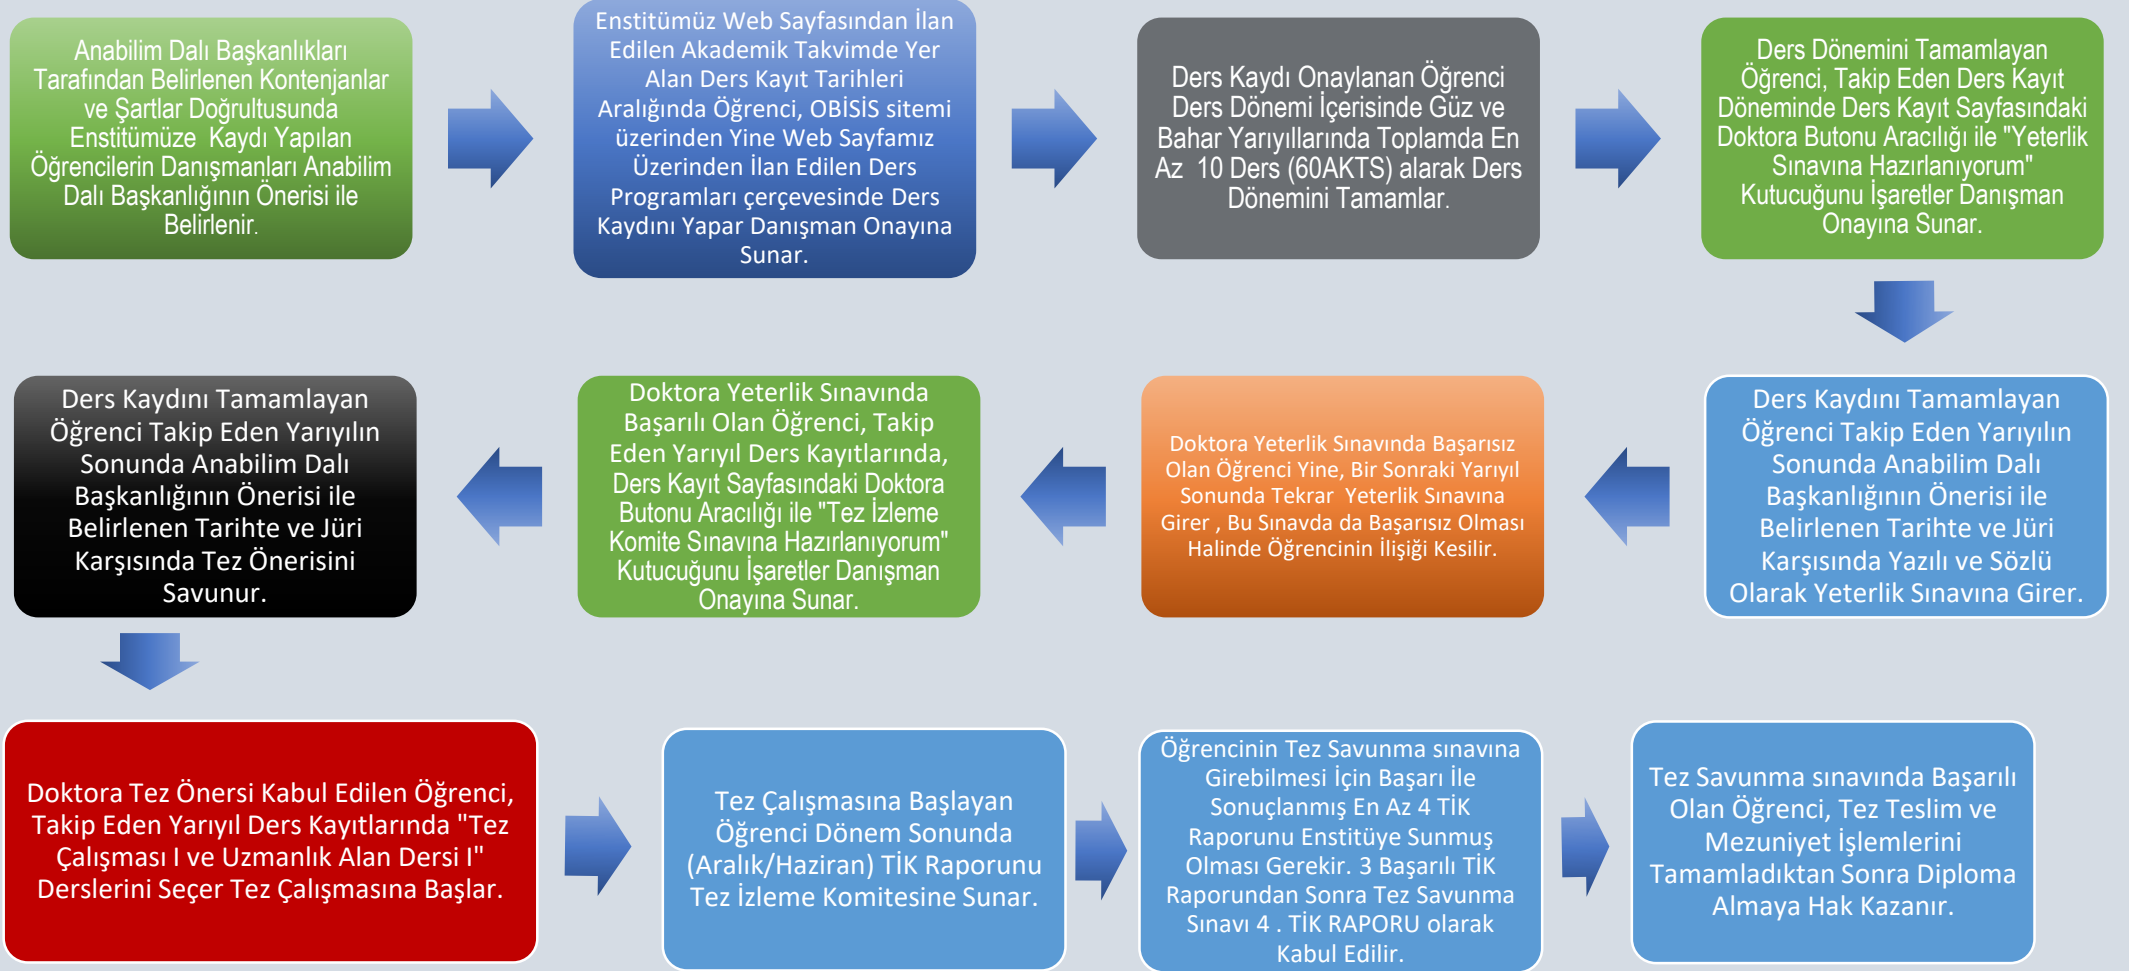 Anabilim Dalı Başkanlıkları
Tarafından Belirlenen Kontenjanlar
ve Şartlar Doğrultusunda
Enstitümüze Kaydı Yapılan
Öğrencilerin Danışmanları Anabilim
Dalı Başkanlığının Önerisi ile
Belirlenir.
Enstitümüz Web Sayfasından İlan
Edilen Akademik Takvimde Yer
Alan Ders Kayıt Tarihleri
Aralığında Öğrenci, OBİSİS sitemi
üzerinden Yine Web Sayfamız
Üzerinden İlan Edilen Ders
Programları çerçevesinde Ders
Kaydını Yapar Danışman Onayına
Sunar.
Ders Kaydı Onaylanan Öğrenci
Ders Dönemi İçerisinde Güz ve
Bahar Yarıyıllarında Toplamda En
Az 10 Ders (60AKTS) alarak Ders
Dönemini Tamamlar.
Ders Dönemini Tamamlayan
Öğrenci, Takip Eden Ders Kayıt
Döneminde Ders Kayıt Sayfasındaki
Doktora Butonu Aracılığı ile "Yeterlik
Sınavına Hazırlanıyorum"
Kutucuğunu İşaretler Danışman
Onayına Sunar.
Ders Kaydını Tamamlayan
Öğrenci Takip Eden Yarıyılın
Sonunda Anabilim Dalı
Başkanlığının Önerisi ile
Belirlenen Tarihte ve Jüri
Karşısında Yazılı ve Sözlü
Olarak Yeterlik Sınavına Girer.
Doktora Yeterlik Sınavında Başarısız
Olan Öğrenci Yine, Bir Sonraki Yarıyıl
Sonunda Tekrar Yeterlik Sınavına
Girer , Bu Sınavda da Başarısız Olması
Halinde Öğrencinin İlişiği Kesilir.
Doktora Yeterlik Sınavında
Başarılı Olan Öğrenci, Takip
Eden Yarıyıl Ders Kayıtlarında,
Ders Kayıt Sayfasındaki Doktora
Butonu Aracılığı ile "Tez İzleme
Komite Sınavına Hazırlanıyorum"
Kutucuğunu İşaretler Danışman
Onayına Sunar.
Ders Kaydını Tamamlayan
Öğrenci Takip Eden Yarıyılın
Sonunda Anabilim Dalı
Başkanlığının Önerisi ile
Belirlenen Tarihte ve Jüri
Karşısında Tez Önerisini
Savunur.
Doktora Tez Önersi Kabul Edilen Öğrenci,
Takip Eden Yarıyıl Ders Kayıtlarında "Tez
Çalışması I ve Uzmanlık Alan Dersi I"
Derslerini Seçer Tez Çalışmasına Başlar.
Tez Çalışmasına Başlayan
Öğrenci Dönem Sonunda
(Aralık/Haziran) TİK Raporunu
Tez İzleme Komitesine Sunar.
Öğrencinin Tez Savunma sınavına
Girebilmesi İçin Başarı İle
Sonuçlanmış En Az 4 TİK
Raporunu Enstitüye Sunmuş
Olması Gerekir. 3 Başarılı TİK
Raporundan Sonra Tez Savunma
Sınavı 4 . TİK RAPORU olarak
Kabul Edilir.
Tez Savunma sınavında Başarılı
Olan Öğrenci, Tez Teslim ve
Mezuniyet İşlemlerini
Tamamladıktan Sonra Diploma
Almaya Hak Kazanır.